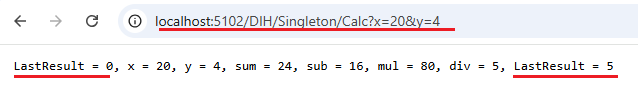 localhost:5102/DIH/Singleton/Calc?x=20&y=4
LastResult = 0, x = 20, y = 4, sum = 24, sub = 16, mul = 80, div = 5, LastResult = 5